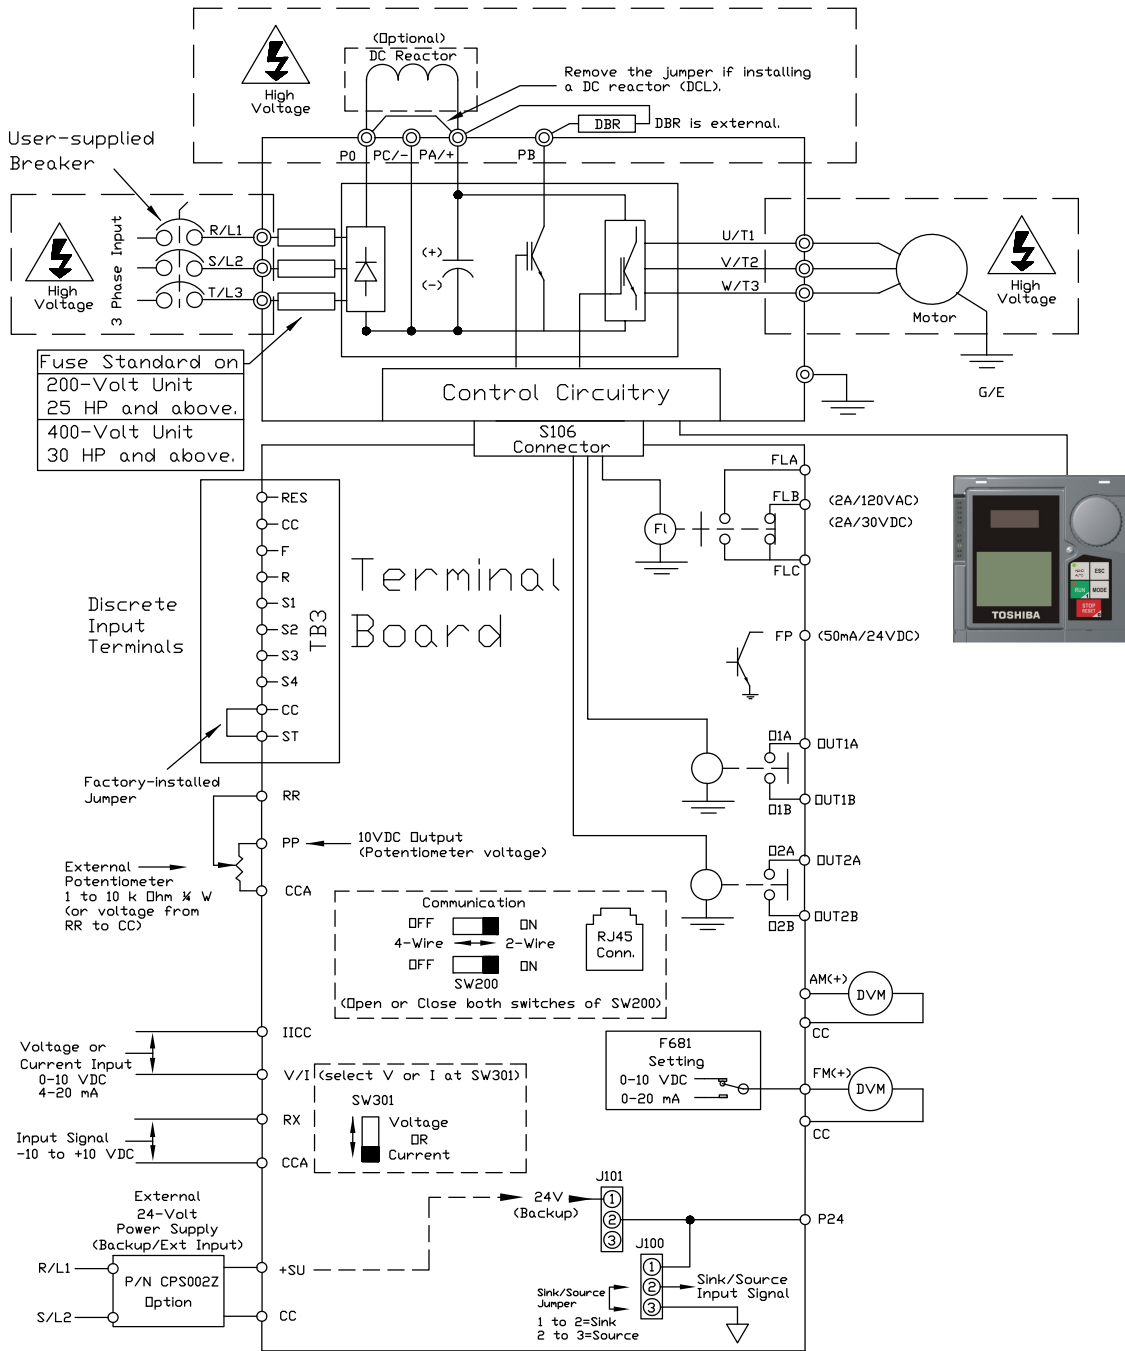 (Optional)
DC Reactor
High
Voltage
Remove the jumper if installing
a DC reactor (DCL).
DBR
DBR is external.
User-supplied
Breaker
P0
PC/-
PA/+
PB
3 Phase Input
High
Voltage
R/L1
S/L2
T/L3
(+)
(-)
U/T1
V/T2
W/T3
Motor
High
Voltage
G/E
Fuse Standard on
200-Volt Unit
25 HP and above.
400-Volt Unit
30 HP and above.
Control Circuitry
S106
Connector
RES
CC
F
R
S1
S2
S3
S4
CC
ST
TB3
Discrete
Input
Terminals
Terminal
Board
Factory-installed
Jumper
FLA
FLB
(2A/120VAC)
(2A/30VDC)
Fl
FLC
ESC
RUN
MODE
STOP
RESET
TOSHIBA
FP
(50mA/24VDC)
O1A
OUT1A
O1B
OUT1B
O2A
OUT2A
O2B
OUT2B
RR
PP
10VDC Output
(Potentiometer voltage)
CCA
External
Potentiometer
1 to 10 k Ohm ¼ W
(or voltage from
RR to CC)
Communication
OFF
ON
4-Wire
2-Wire
OFF
ON
SW200
(Open or Close both switches of SW200)
RJ45
Conn.
AM(+)
DVM
CC
F681
Setting
0-10 VDC
0-20 mA
FM(+)
DVM
CC
IICC
Voltage or
Current Input
0-10 VDC
4-20 mA
V/I
(select V or I at SW301)
SW301
Voltage
OR
Current
RX
Input Signal
-10 to +10 VDC
CCA
External
24-Volt
Power Supply
(Backup/Ext Input)
R/L1
S/L2
P/N CPS002Z
Option
+SU
CC
24V
(Backup)
J101
1
2
3
P24
J100
1
2
3
Sink/Source
Jumper
1 to 2=Sink
2 to 3=Source
Sink/Source
Input Signal